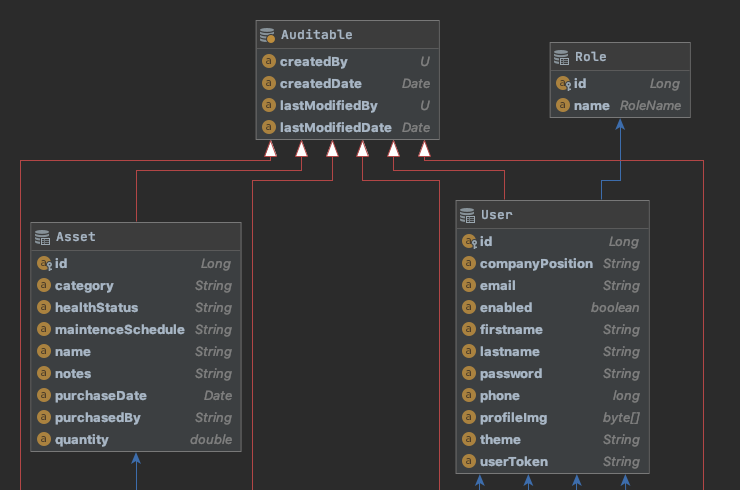 Auditable
createdBy U
createdDate Date
lastModifiedBy U
lastModifiedDate Date
Role
id Long
name RoleName
Asset
id Long
category String
healthStatus String
maintenceSchedule String
name String
notes String
purchaseDate Date
purchasedBy String
quantity double
User
id Long
companyPosition String
email String
enabled boolean
firstname String
lastname String
password String
phone long
profileImg byte[]
theme String
userToken String